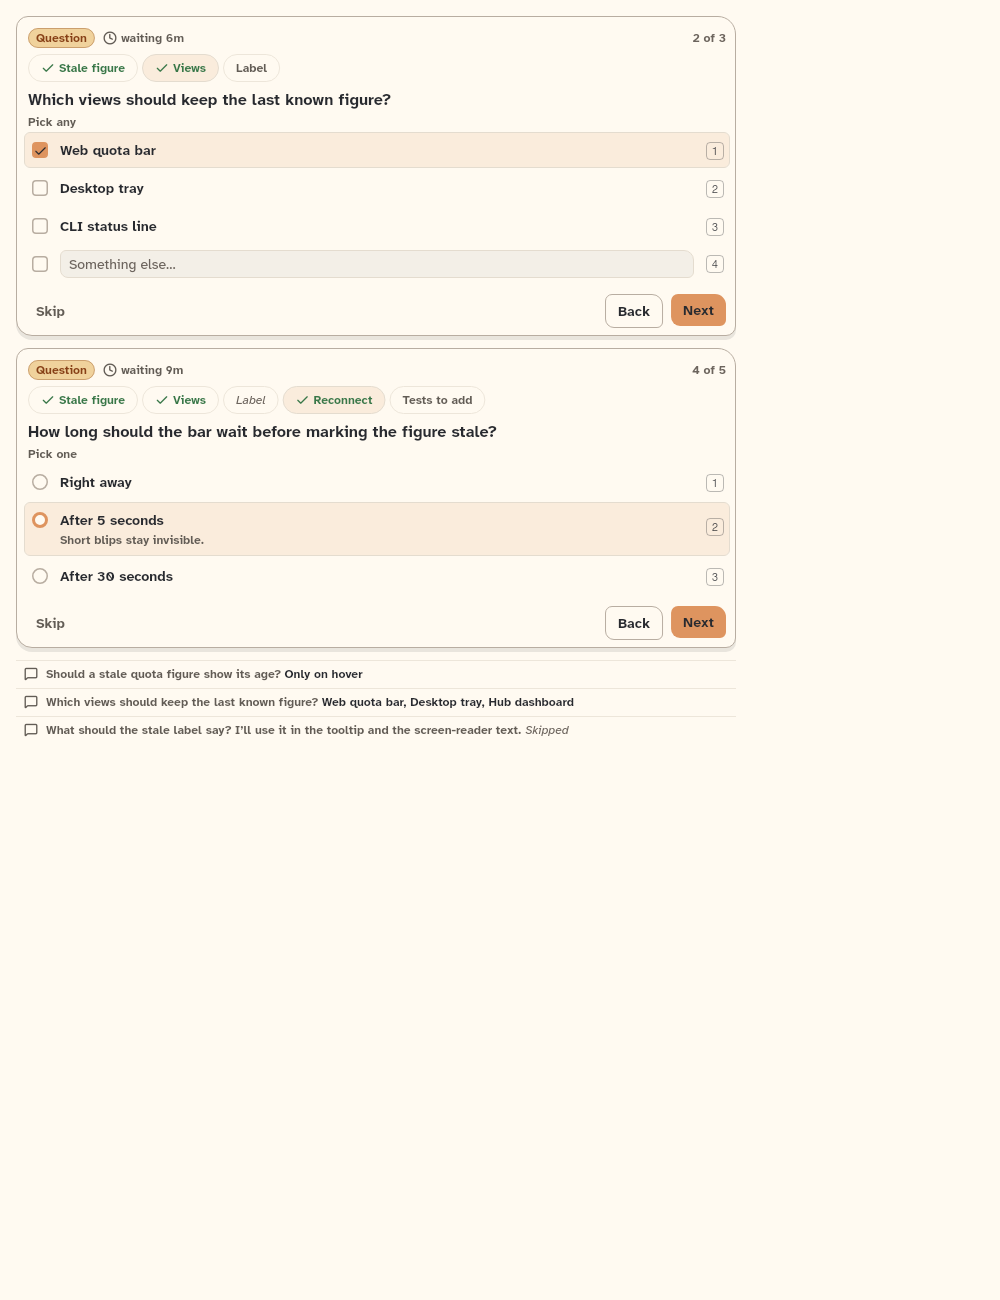 Question waiting 6m 2 of 3
Stale figure Views Label
Which views should keep the last known figure?
Pick any
Web quota bar 1
Desktop tray 2
CLI status line 3
Something else... 4
Skip Back Next
Question waiting 9m 4 of 5
Stale figure Views Label Reconnect Tests to add
How long should the bar wait before marking the figure stale?
Pick one
Right away 1
After 5 seconds 2
Short blips stay invisible.
After 30 seconds 3
Skip Back Next
Should a stale quota figure show its age? Only on hover
Which views should keep the last known figure? Web quota bar, Desktop tray, Hub dashboard
What should the stale label say? I’ll use it in the tooltip and the screen-reader text. Skipped